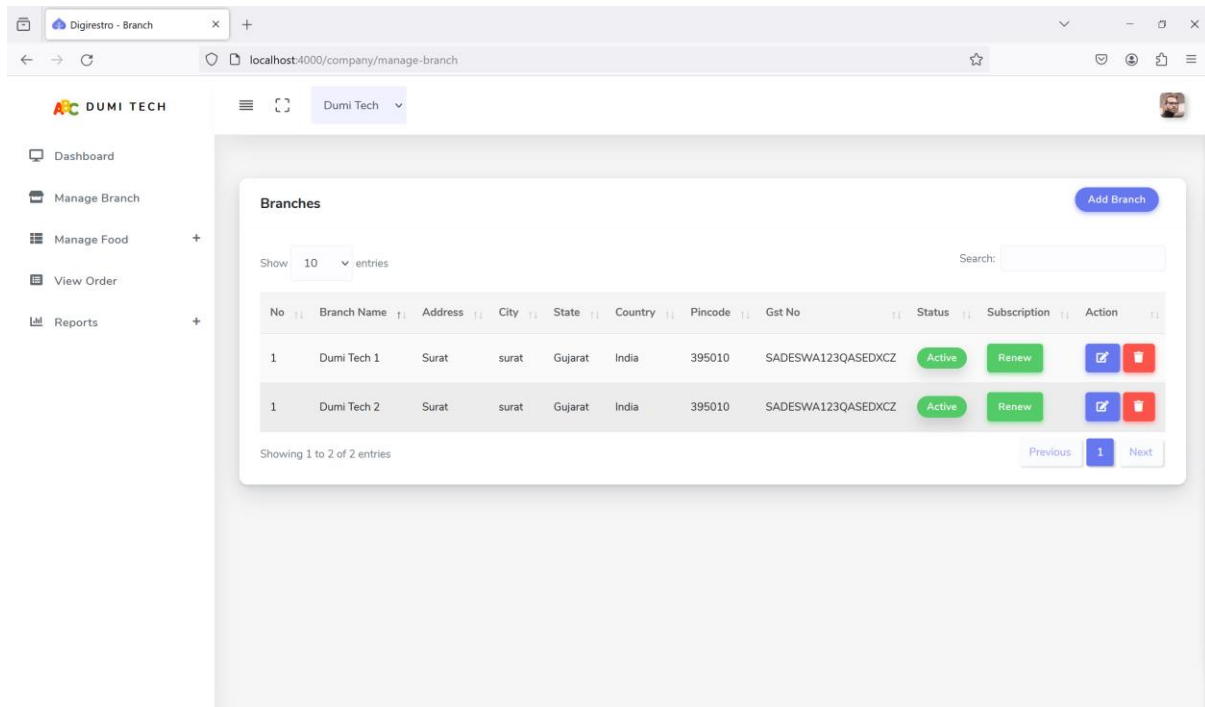 Digirestro - Branch
localhost:4000/company/manage-branch
ABC DUMI TECH
Dumi Tech
Dashboard
Manage Branch
Manage Food +
View Order
Reports +
Branches
Add Branch
Show 10 entries
Search:
No Branch Name Address City State Country Pincode Gst No Status Subscription Action
1 Dumi Tech 1 Surat surat Gujarat India 395010 SADESWA123QASEDXCZ Active Renew
1 Dumi Tech 2 Surat surat Gujarat India 395010 SADESWA123QASEDXCZ Active Renew
Showing 1 to 2 of 2 entries
Previous 1 Next